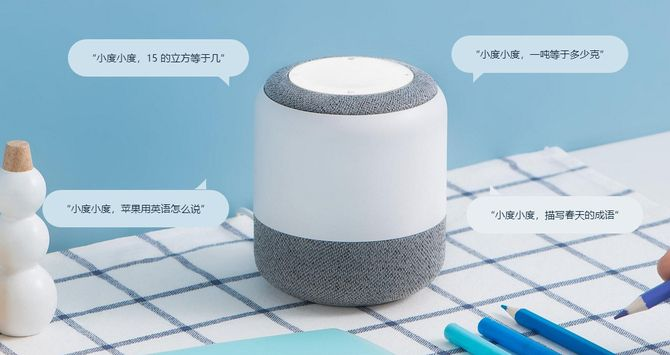 “小度小度，15 的立方等于几”
“小度小度，一吨等于多少克”
“小度小度，苹果用英语怎么说”
“小度小度，描写春天的成语”